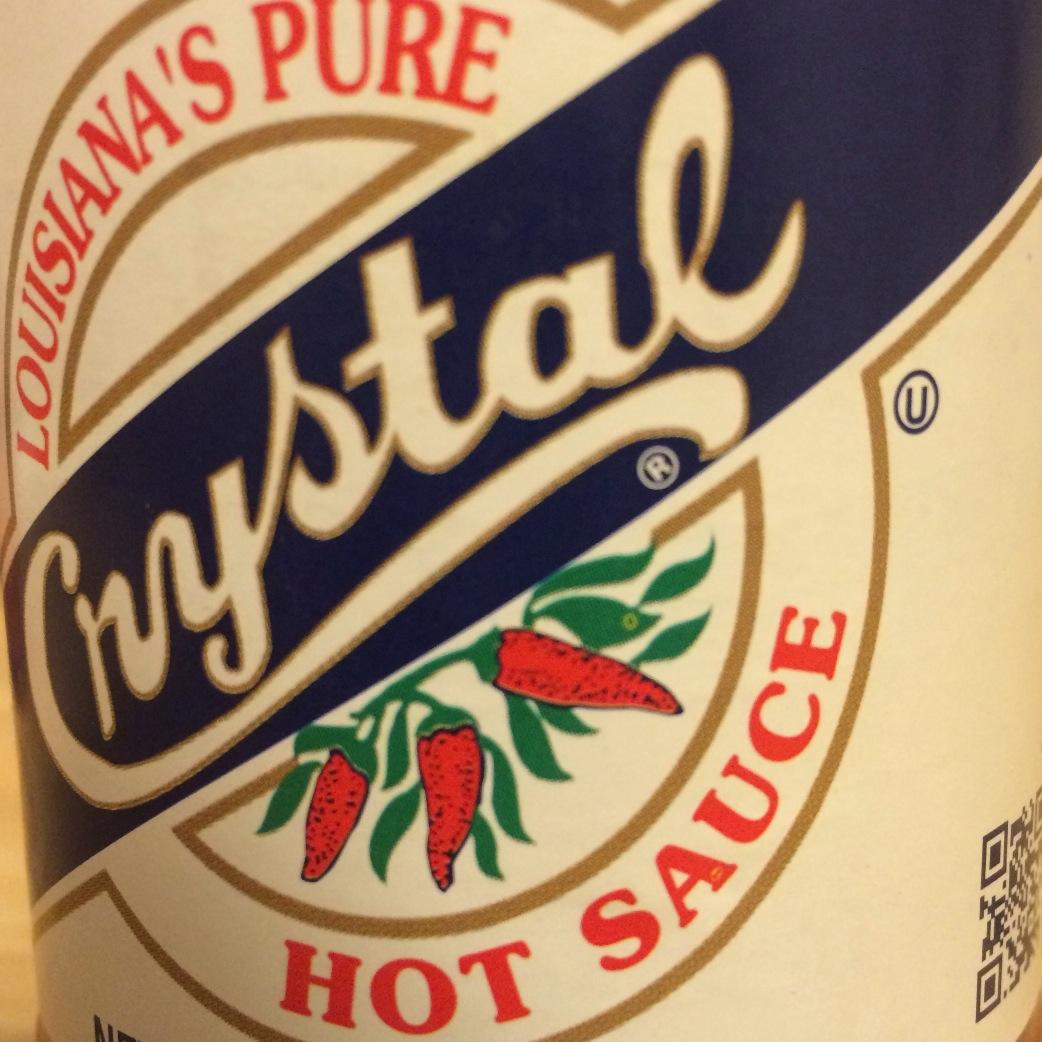 LOUISIANA'S PURE
Crystal
®
U
HOT SAUCE